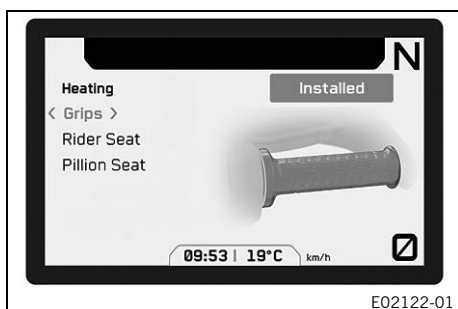 N
Heating
Installed
< Grips >
Rider Seat
Pillion Seat
09:53 | 19°C km/h
0
E02122-01